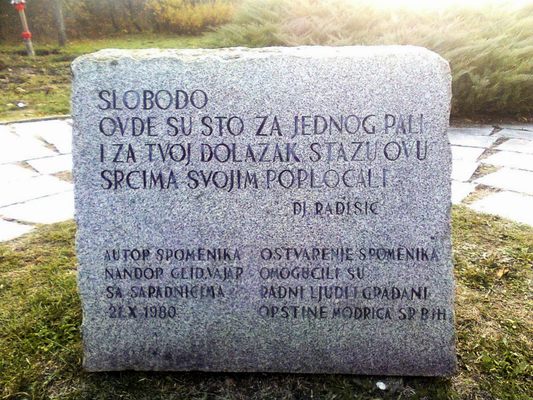 SLOBODO
OVDE SU STO ZA JEDNOG PALI
I ZA TVOJ DOLAZAK STAZU OVU
SRCIMA SVOJIM POPLOČALI
DJ. RADIŠIĆ
AUTOR SPOMENIKA
NANDOR GLIDVAJAR
SA SARADNICIMA
21.X 1980
OSTVARENJE SPOMENIKA
OMOGUĆILI SU
RADNI LJUDI I GRAĐANI
OPŠTINE MODRIČA SR BIH